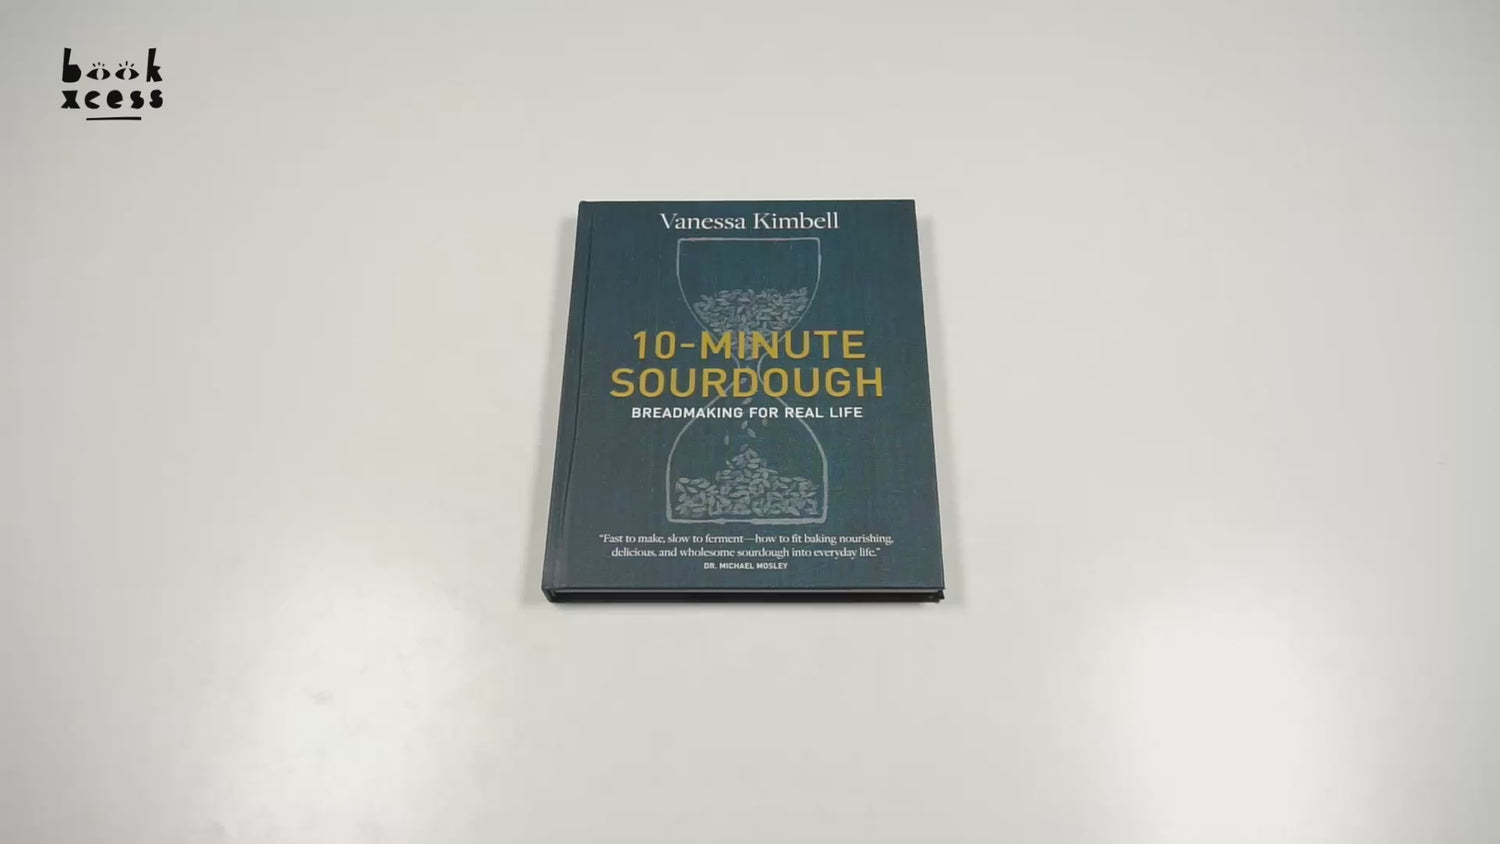 book
xcess
Vanessa Kimbell
10-MINUTE
SOURDOUGH
BREADMAKING FOR REAL LIFE
“Fast to make, slow to ferment—how to fit baking nourishing,
delicious, and wholesome sourdough into everyday life.”
DR. MICHAEL MOSLEY